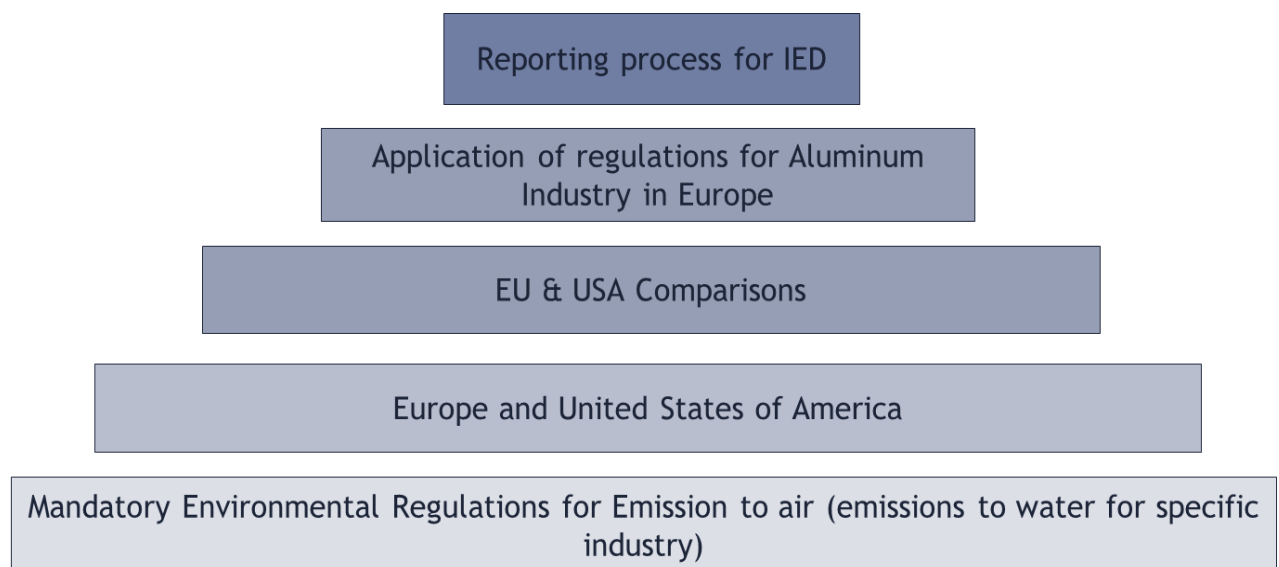 Reporting process for IED
Application of regulations for Aluminum
Industry in Europe
EU & USA Comparisons
Europe and United States of America
Mandatory Environmental Regulations for Emission to air (emissions to water for specific
industry)